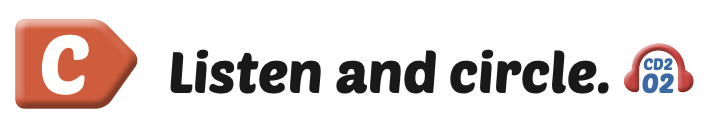 C Listen and circle. CD2
02